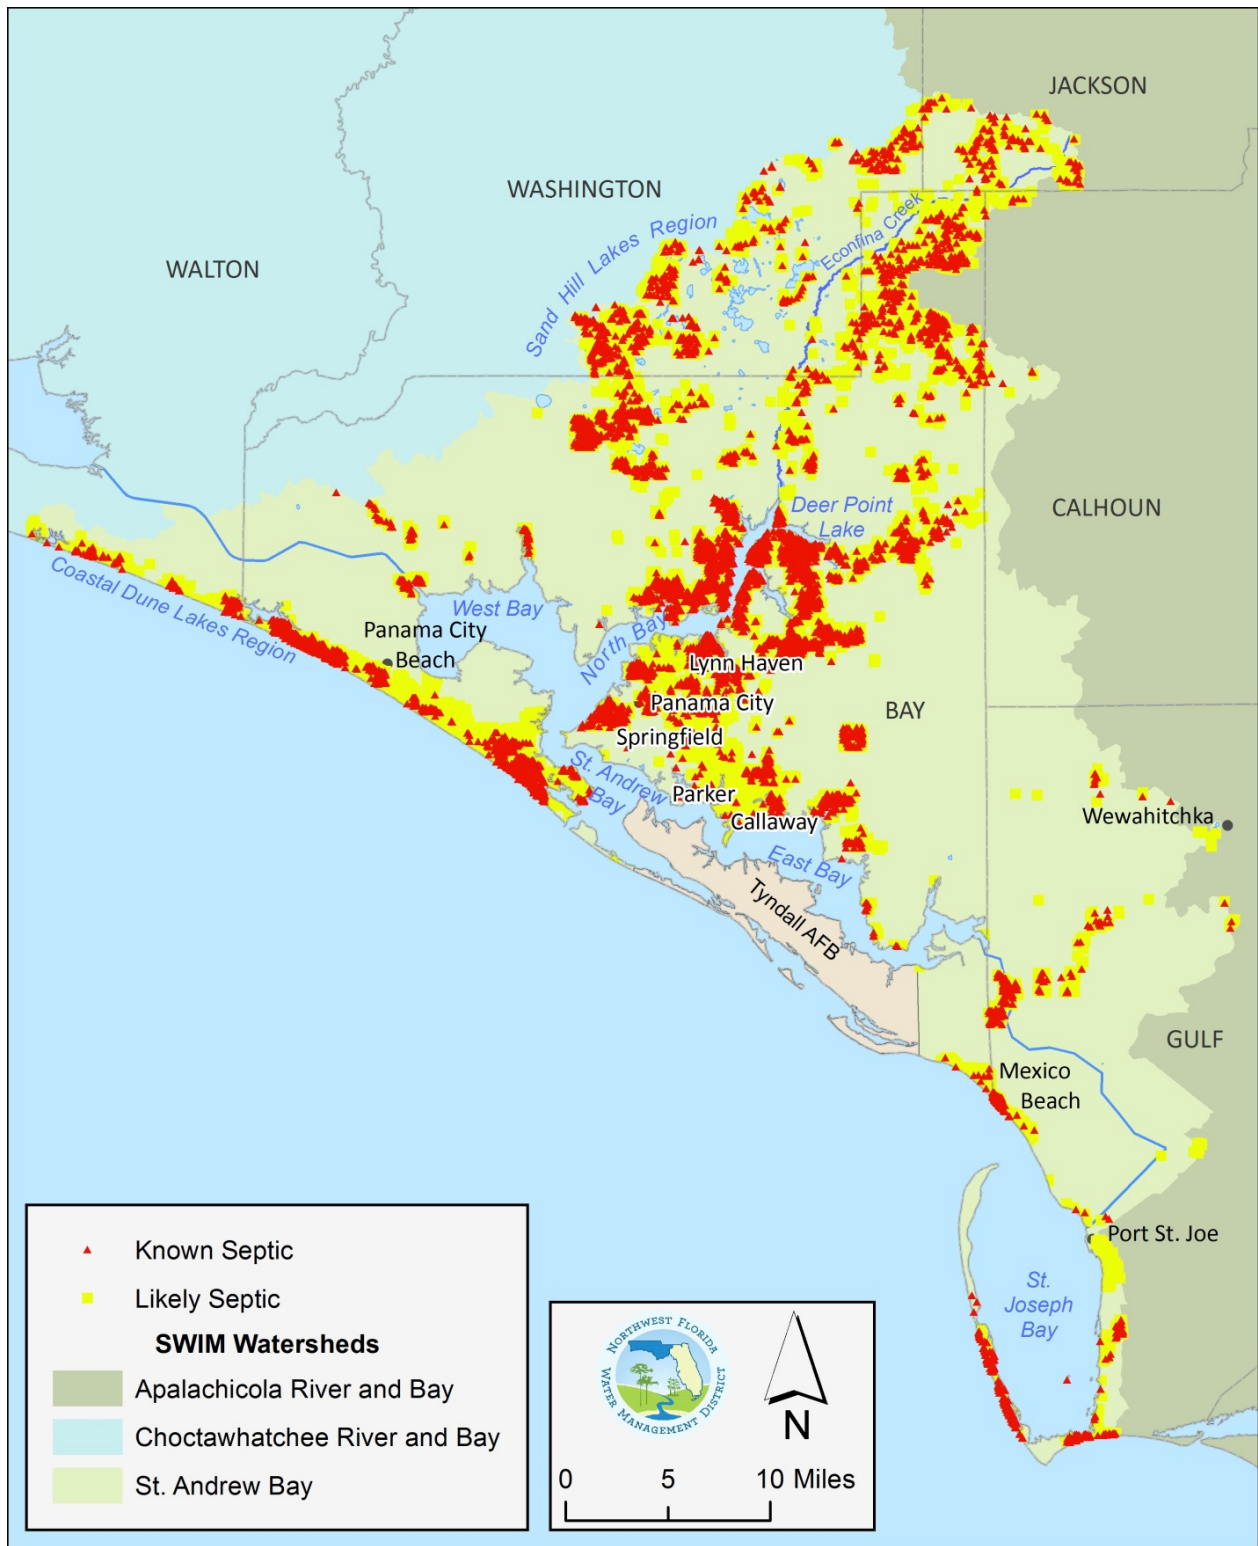 JACKSON
WASHINGTON
Sand Hill Lakes Region
Econfina Creek
WALTON
CALHOUN
Deer Point
Lake
Coastal Dune Lakes Region
West Bay
North Bay
Panama City
Beach
Lynn Haven
Panama City
BAY
Springfield
St. Andrew
Bay
Parker
Callaway
Wewahitchka
East Bay
Tyndall AFB
GULF
Mexico
Beach
Port St. Joe
St.
Joseph
Bay
Known Septic
Likely Septic
SWIM Watersheds
Apalachicola River and Bay
Choctawhatchee River and Bay
St. Andrew Bay
NORTHWEST FLORIDA
WATER MANAGEMENT DISTRICT
N
0 5 10 Miles